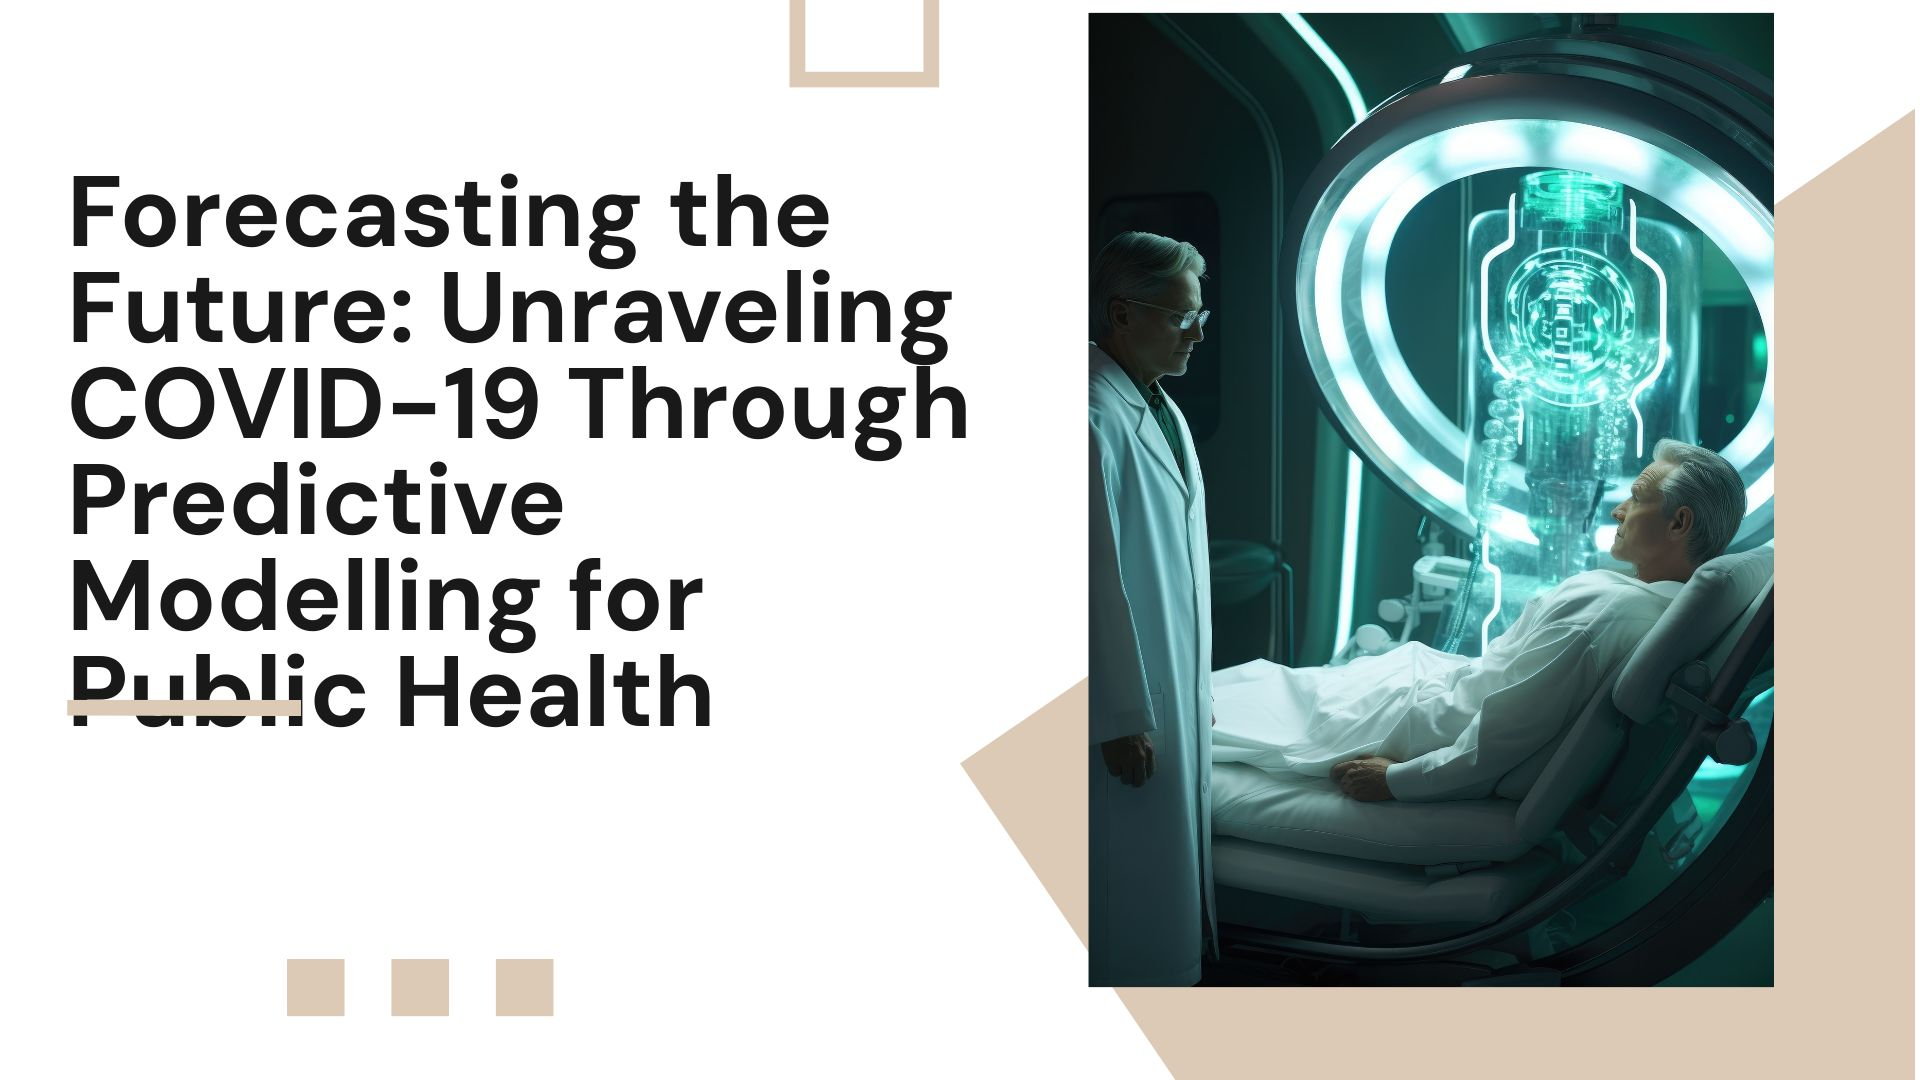 Forecasting the
Future: Unraveling
COVID-19 Through
Predictive
Modelling for
Public Health